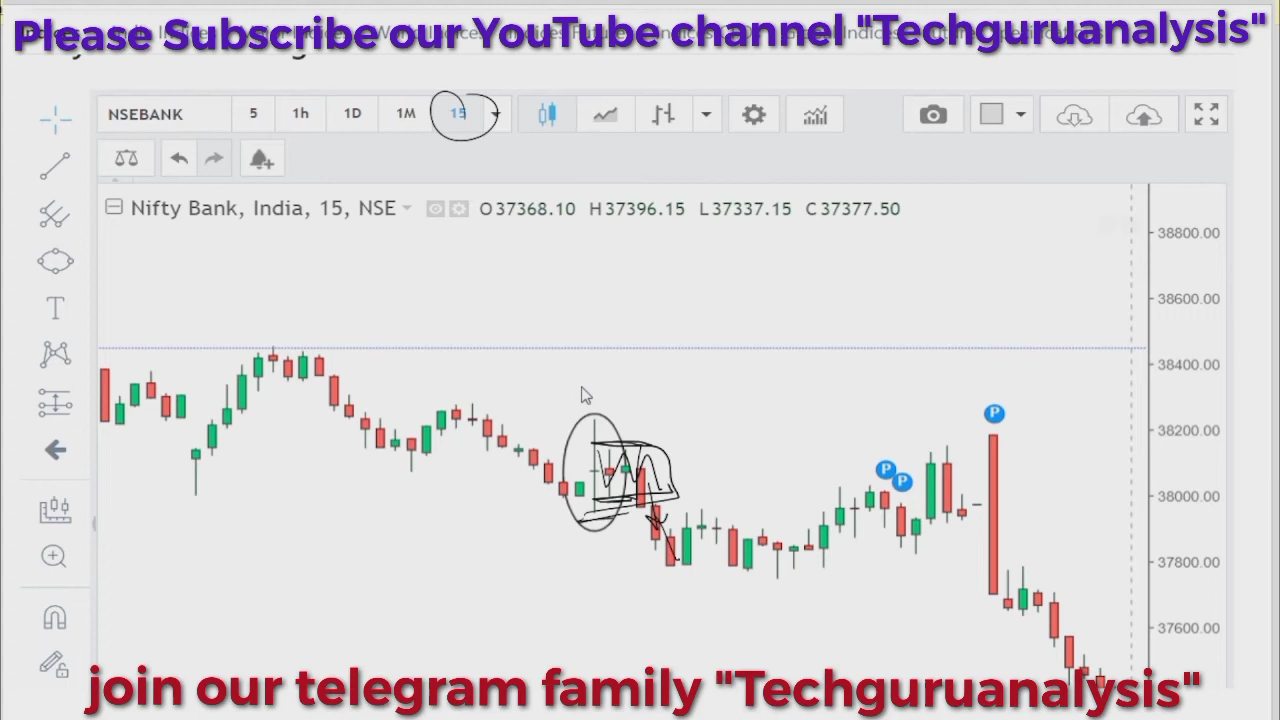 Please Subscribe our YouTube channel "Techguruanalysis"
NSEBANK 5 1h 1D 1M 15
Nifty Bank, India, 15, NSE O37368.10 H37396.15 L37337.15 C37377.50
38800.00
38600.00
38400.00
P
38200.00
P P
38000.00
37800.00
37600.00
join our telegram family "Techguruanalysis"